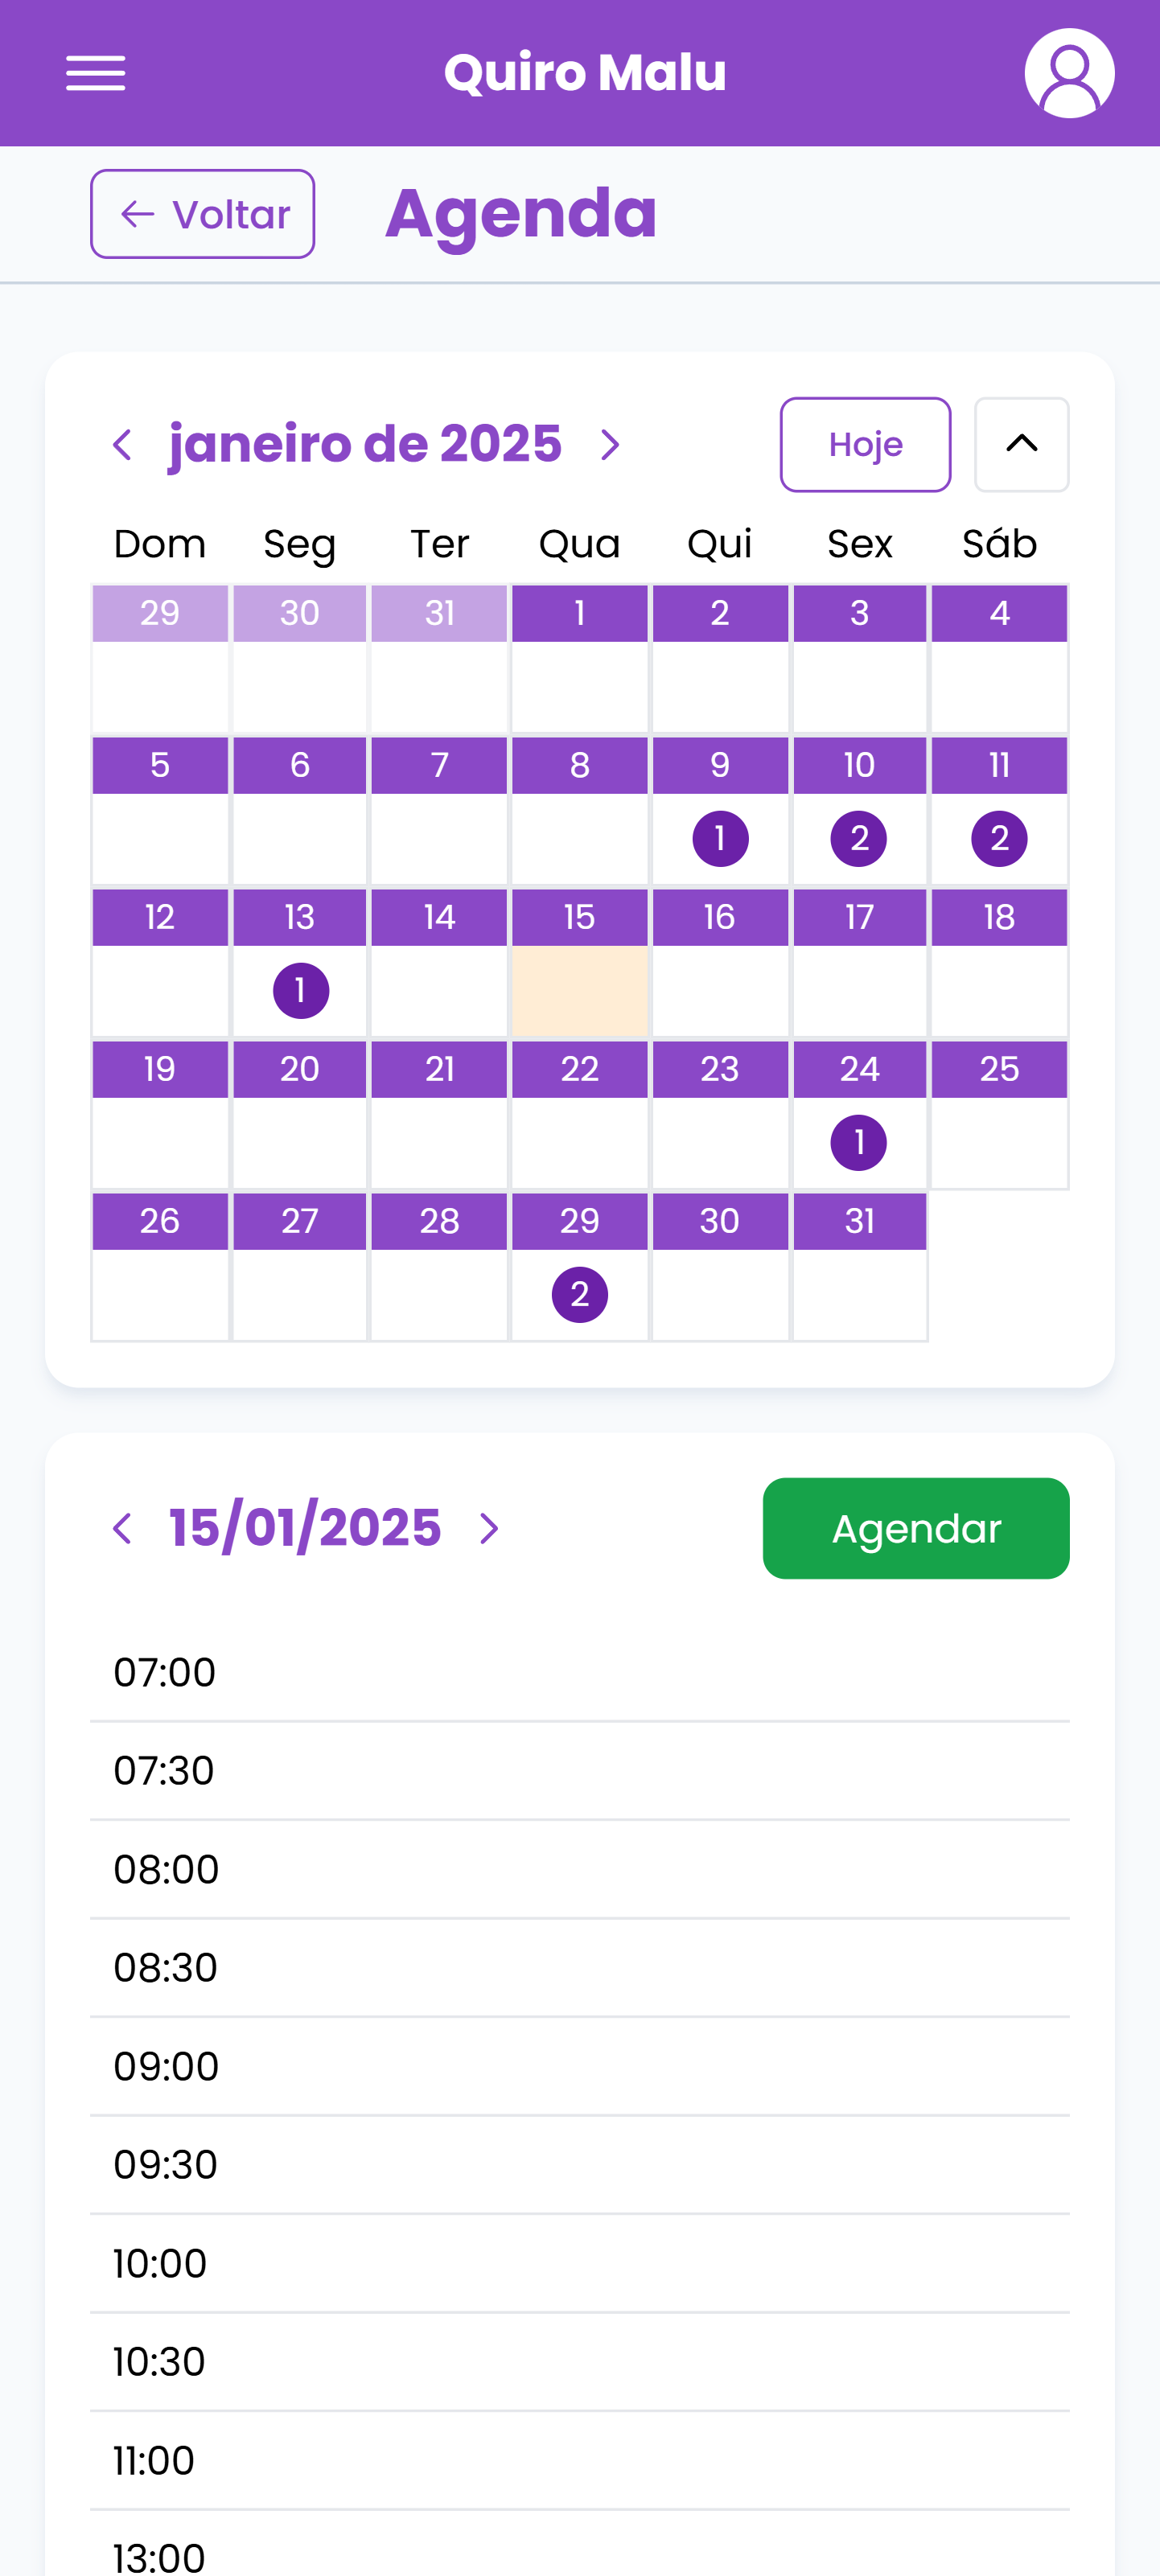 Quiro Malu
Voltar Agenda
janeiro de 2025 Hoje
Dom Seg Ter Qua Qui Sex Sáb
29 30 31 1 2 3 4
5 6 7 8 9 10 11
1 2 2
12 13 14 15 16 17 18
1
19 20 21 22 23 24 25
1
26 27 28 29 30 31
2
15/01/2025 Agendar
07:00
07:30
08:00
08:30
09:00
09:30
10:00
10:30
11:00
13:00